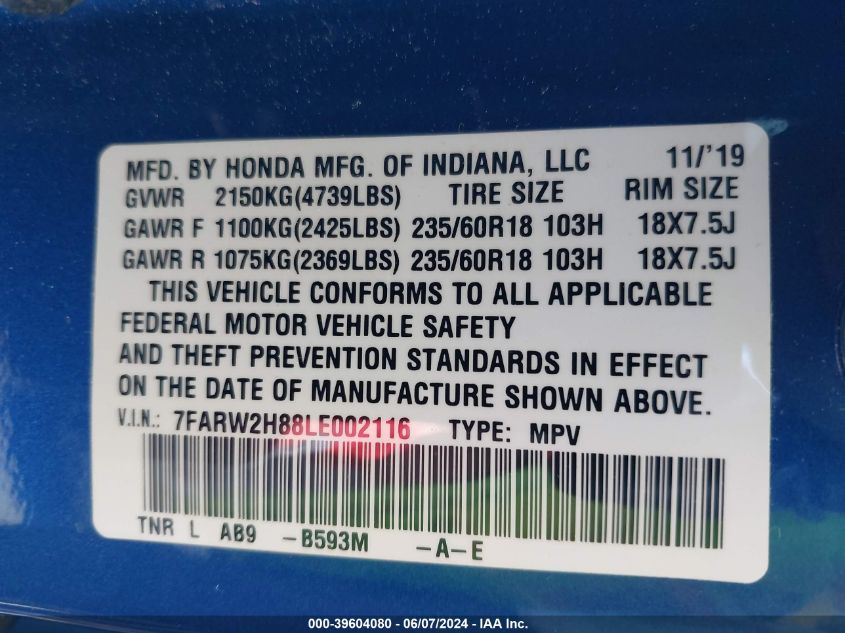 MFD. BY HONDA MFG. OF INDIANA, LLC 11/'19
GVWR 2150KG(4739LBS) TIRE SIZE RIM SIZE
GAWR F 1100KG(2425LBS) 235/60R18 103H 18X7.5J
GAWR R 1075KG(2369LBS) 235/60R18 103H 18X7.5J
THIS VEHICLE CONFORMS TO ALL APPLICABLE
FEDERAL MOTOR VEHICLE SAFETY
AND THEFT PREVENTION STANDARDS IN EFFECT
ON THE DATE OF MANUFACTURE SHOWN ABOVE.
V.I.N.: 7FARW2H88LE002116 TYPE: MPV
TNR L AB9 -B593M -A-E
000-39604080 - 06/07/2024 - IAA Inc.